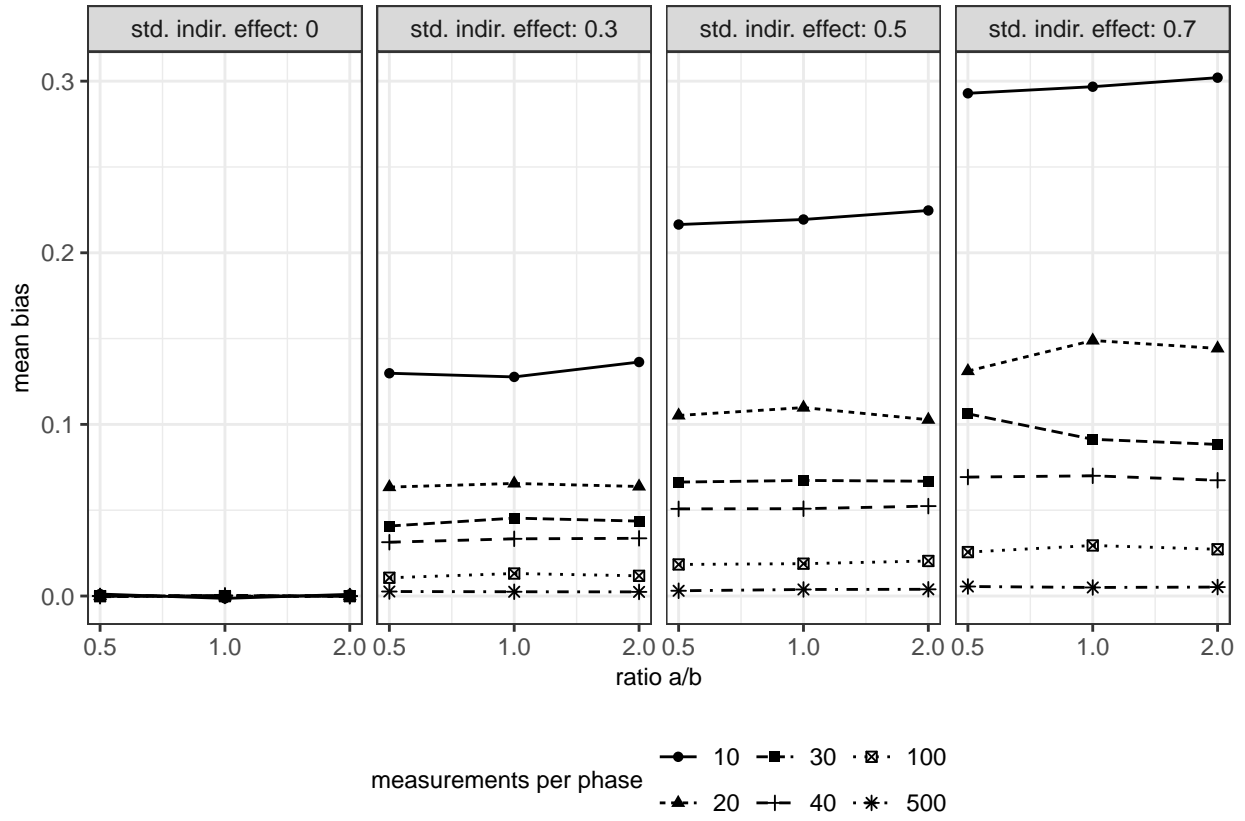 std. indir. effect: 0
std. indir. effect: 0.3
std. indir. effect: 0.5
std. indir. effect: 0.7
0.3
0.2
0.1
0.0
mean bias
0.5 1.0 2.0 0.5 1.0 2.0 0.5 1.0 2.0 0.5 1.0 2.0
ratio a/b
measurements per phase
10 30 100
20 40 500